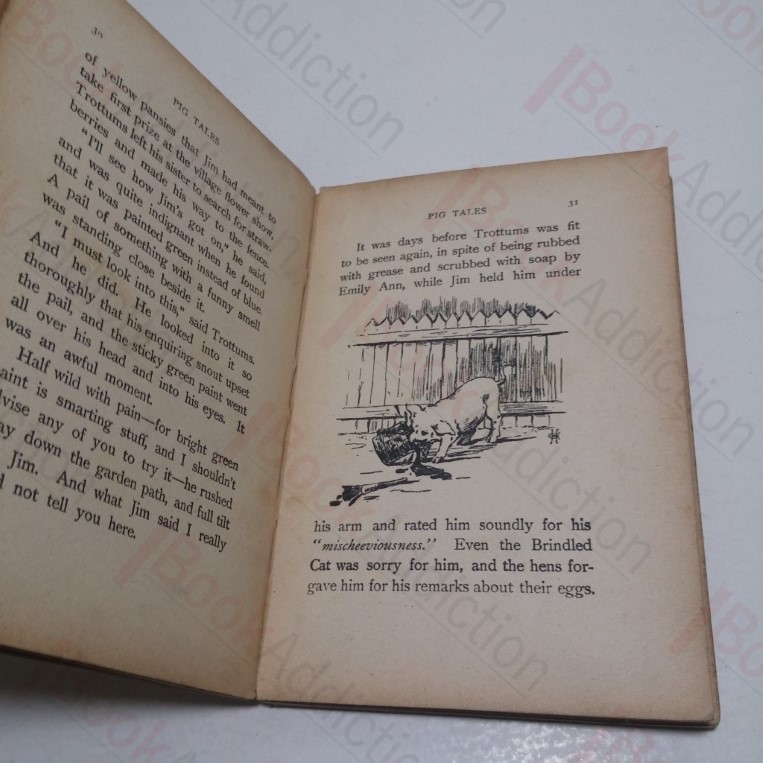 30
PIG TALES
of yellow pansies that Jim had meant to
take first prize at the village flower show,
Trottums left his sister to search for straw-
berries and made his way to the fence.
"I'll see how Jim's got on," he said,
and was quite indignant when he found
that it was painted green instead of blue.
A pail of something with a funny smell
was standing close beside it.
"I must look into this," said Trottums.
And he did. He looked into it so
thoroughly that his enquiring snout upset
the pail, and the sticky green paint went
all over his head and into his eyes. It
was an awful moment.
Half wild with pain—for bright green
aint is smarting stuff, and I shouldn't
vise any of you to try it—he rushed
ay down the garden path, and full tilt
Jim. And what Jim said I really
d not tell you here.
PIG TALES
31
It was days before Trottums was fit
to be seen again, in spite of being rubbed
with grease and scrubbed with soap by
Emily Ann, while Jim held him under
his arm and rated him soundly for his
"mischeeviousness." Even the Brindled
Cat was sorry for him, and the hens for-
gave him for his remarks about their eggs.
BookAddiction